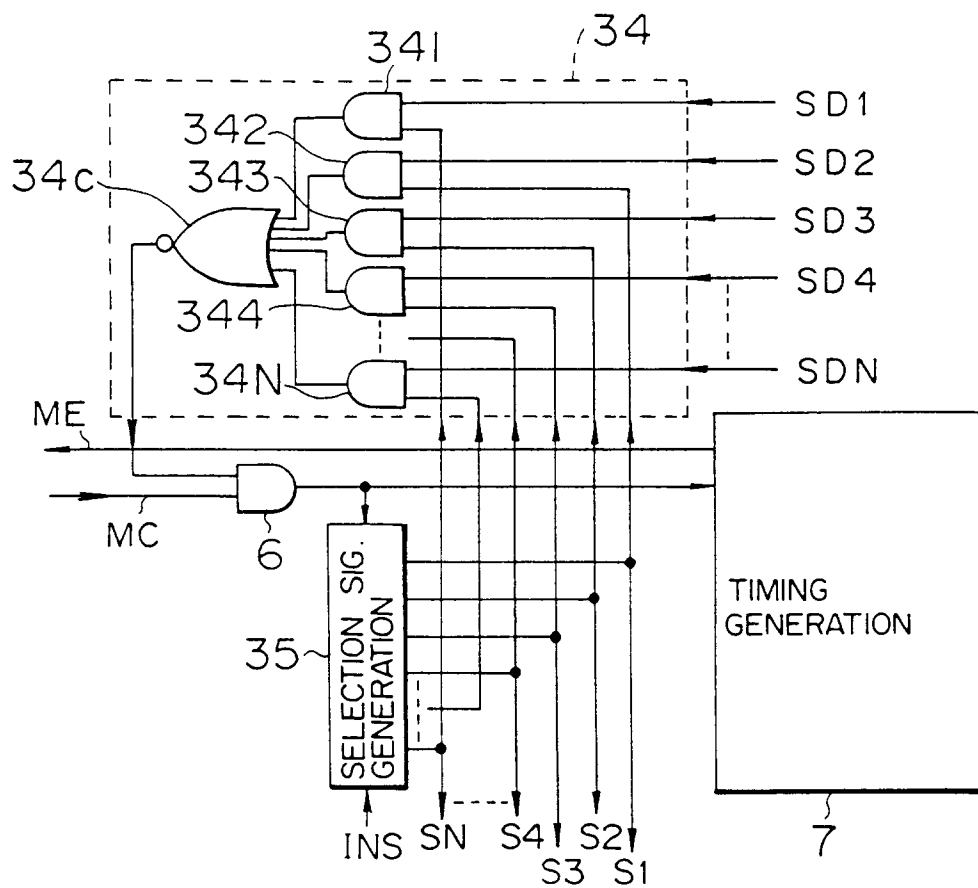 34
341
SD1
342
SD2
34c
343
SD3
SD4
344
34N
SDN
ME
MC
6
TIMING
GENERATION
35
SELECTION SIG.
GENERATION
INS
SN
S4
S3
S2
S1
7